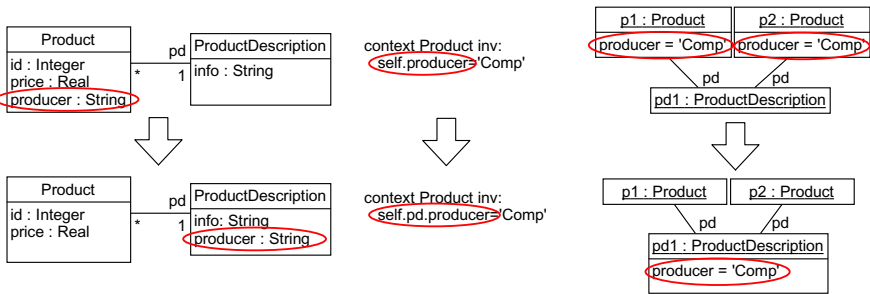 Product
id : Integer
price : Real
producer : String
pd
*
1
ProductDescription
info : String
context Product inv:
self.producer='Comp'
p1 : Product
p2 : Product
producer = 'Comp'
producer = 'Comp'
pd
pd
pd1 : ProductDescription
Product
id : Integer
price : Real
pd
*
1
ProductDescription
info: String
producer : String
context Product inv:
self.pd.producer='Comp'
p1 : Product
p2 : Product
pd
pd
pd1 : ProductDescription
producer = 'Comp'